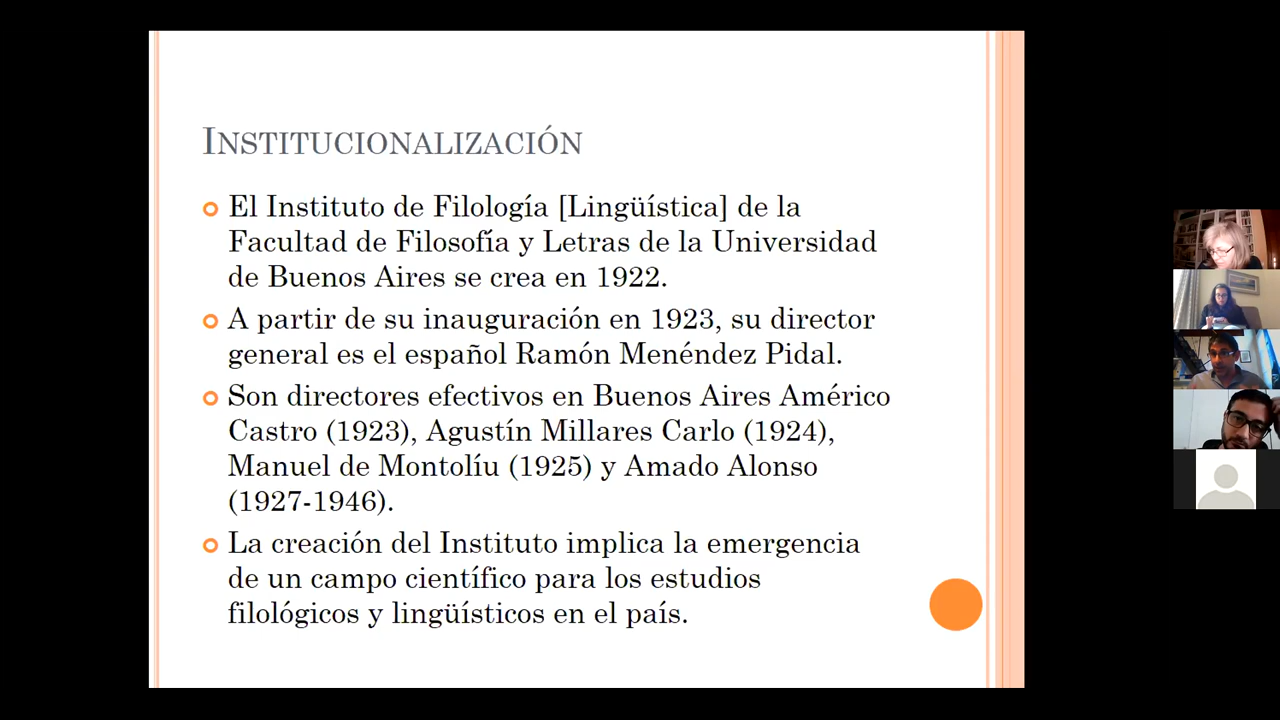 INSTITUCIONALIZACIÓN
El Instituto de Filología [Lingüística] de la
Facultad de Filosofía y Letras de la Universidad
de Buenos Aires se crea en 1922.
A partir de su inauguración en 1923, su director
general es el español Ramón Menéndez Pidal.
Son directores efectivos en Buenos Aires Américo
Castro (1923), Agustín Millares Carlo (1924),
Manuel de Montolíu (1925) y Amado Alonso
(1927-1946).
La creación del Instituto implica la emergencia
de un campo científico para los estudios
filológicos y lingüísticos en el país.